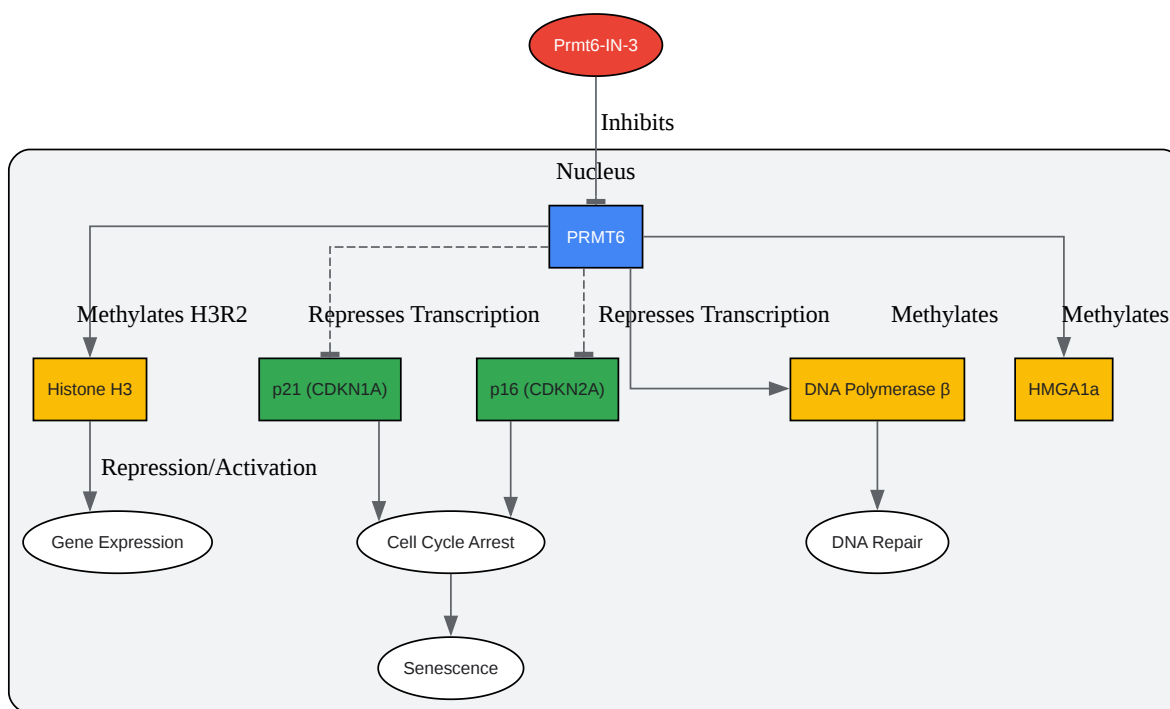 Prmt6-IN-3
Inhibits
Nucleus
PRMT6
Methylates H3R2
Represses Transcription
Represses Transcription
Methylates
Methylates
Histone H3
p21 (CDKN1A)
p16 (CDKN2A)
DNA Polymerase β
HMGA1a
Repression/Activation
Gene Expression
Cell Cycle Arrest
DNA Repair
Senescence